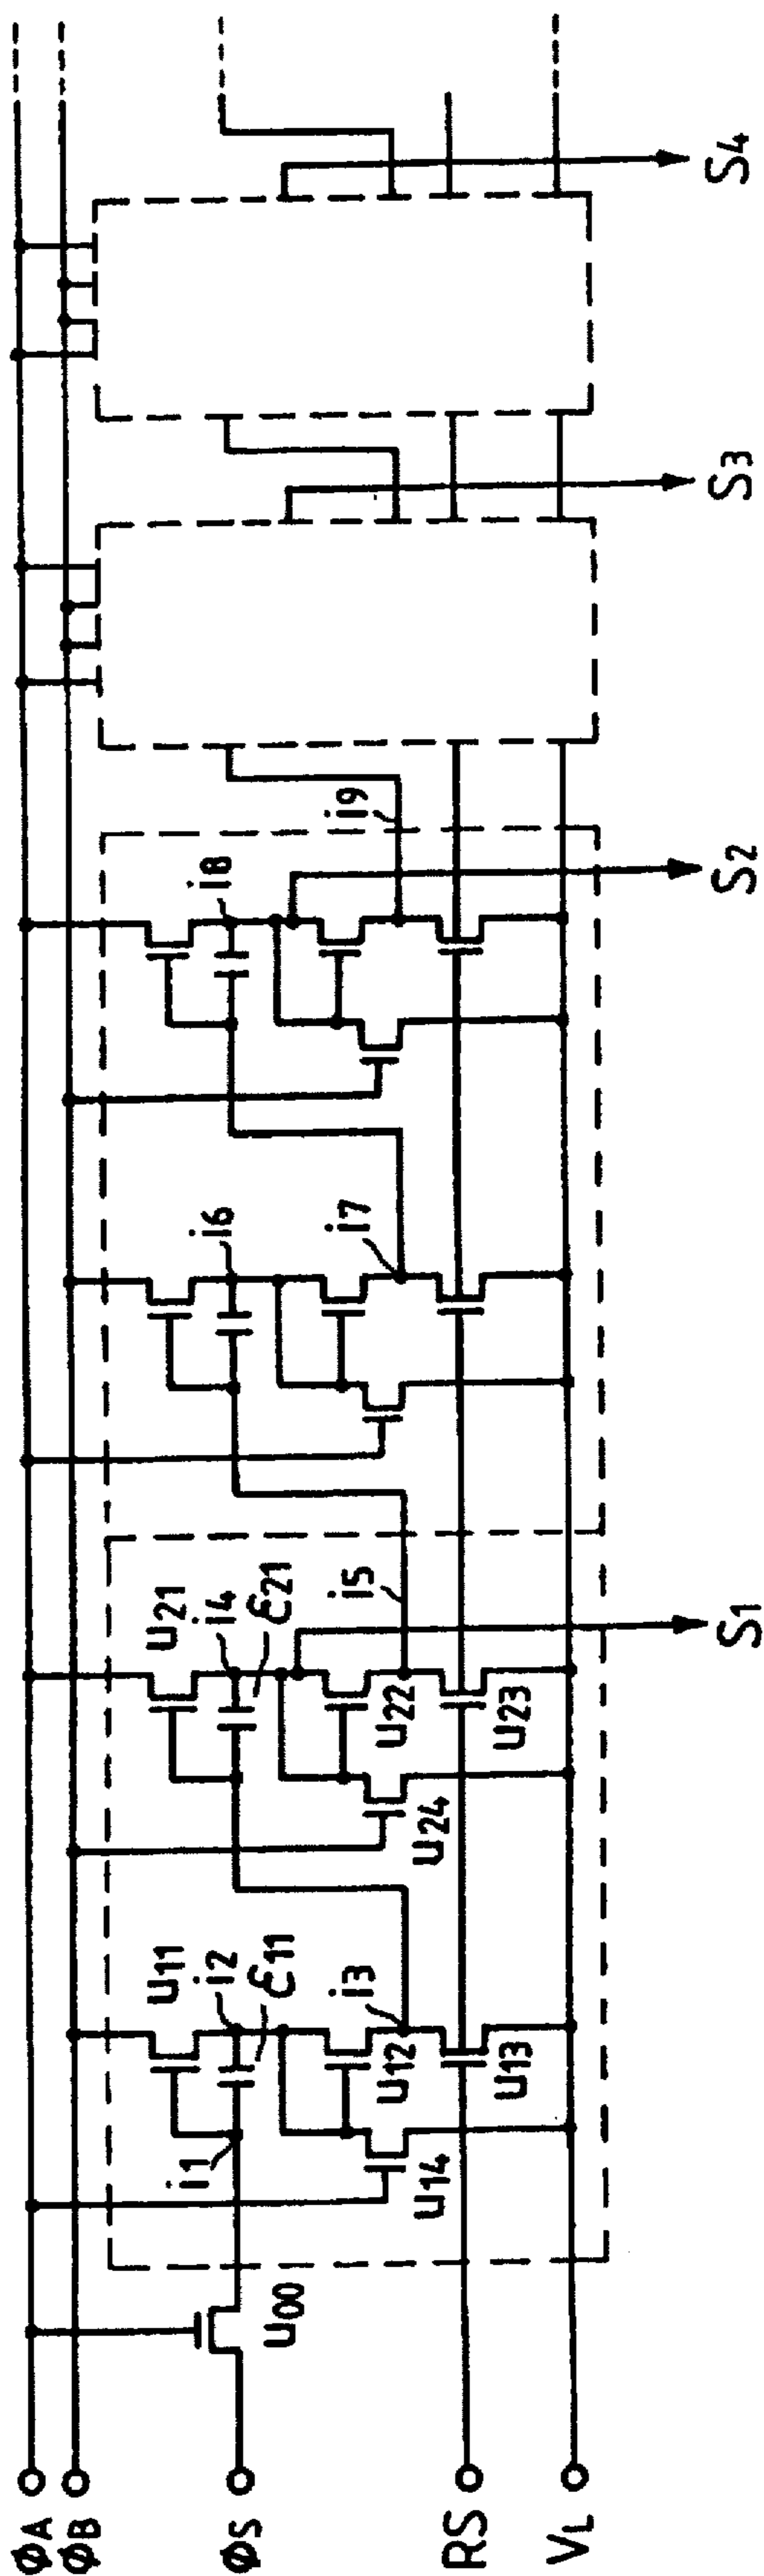 ΦA
ΦB
ΦS
RS
VL
u00
i1
u11
i2
C11
u14
u12
i3
u13
u21
i4
C21
u24
u22
i5
u23
S1
i6
i7
i8
i9
S2
S3
S4